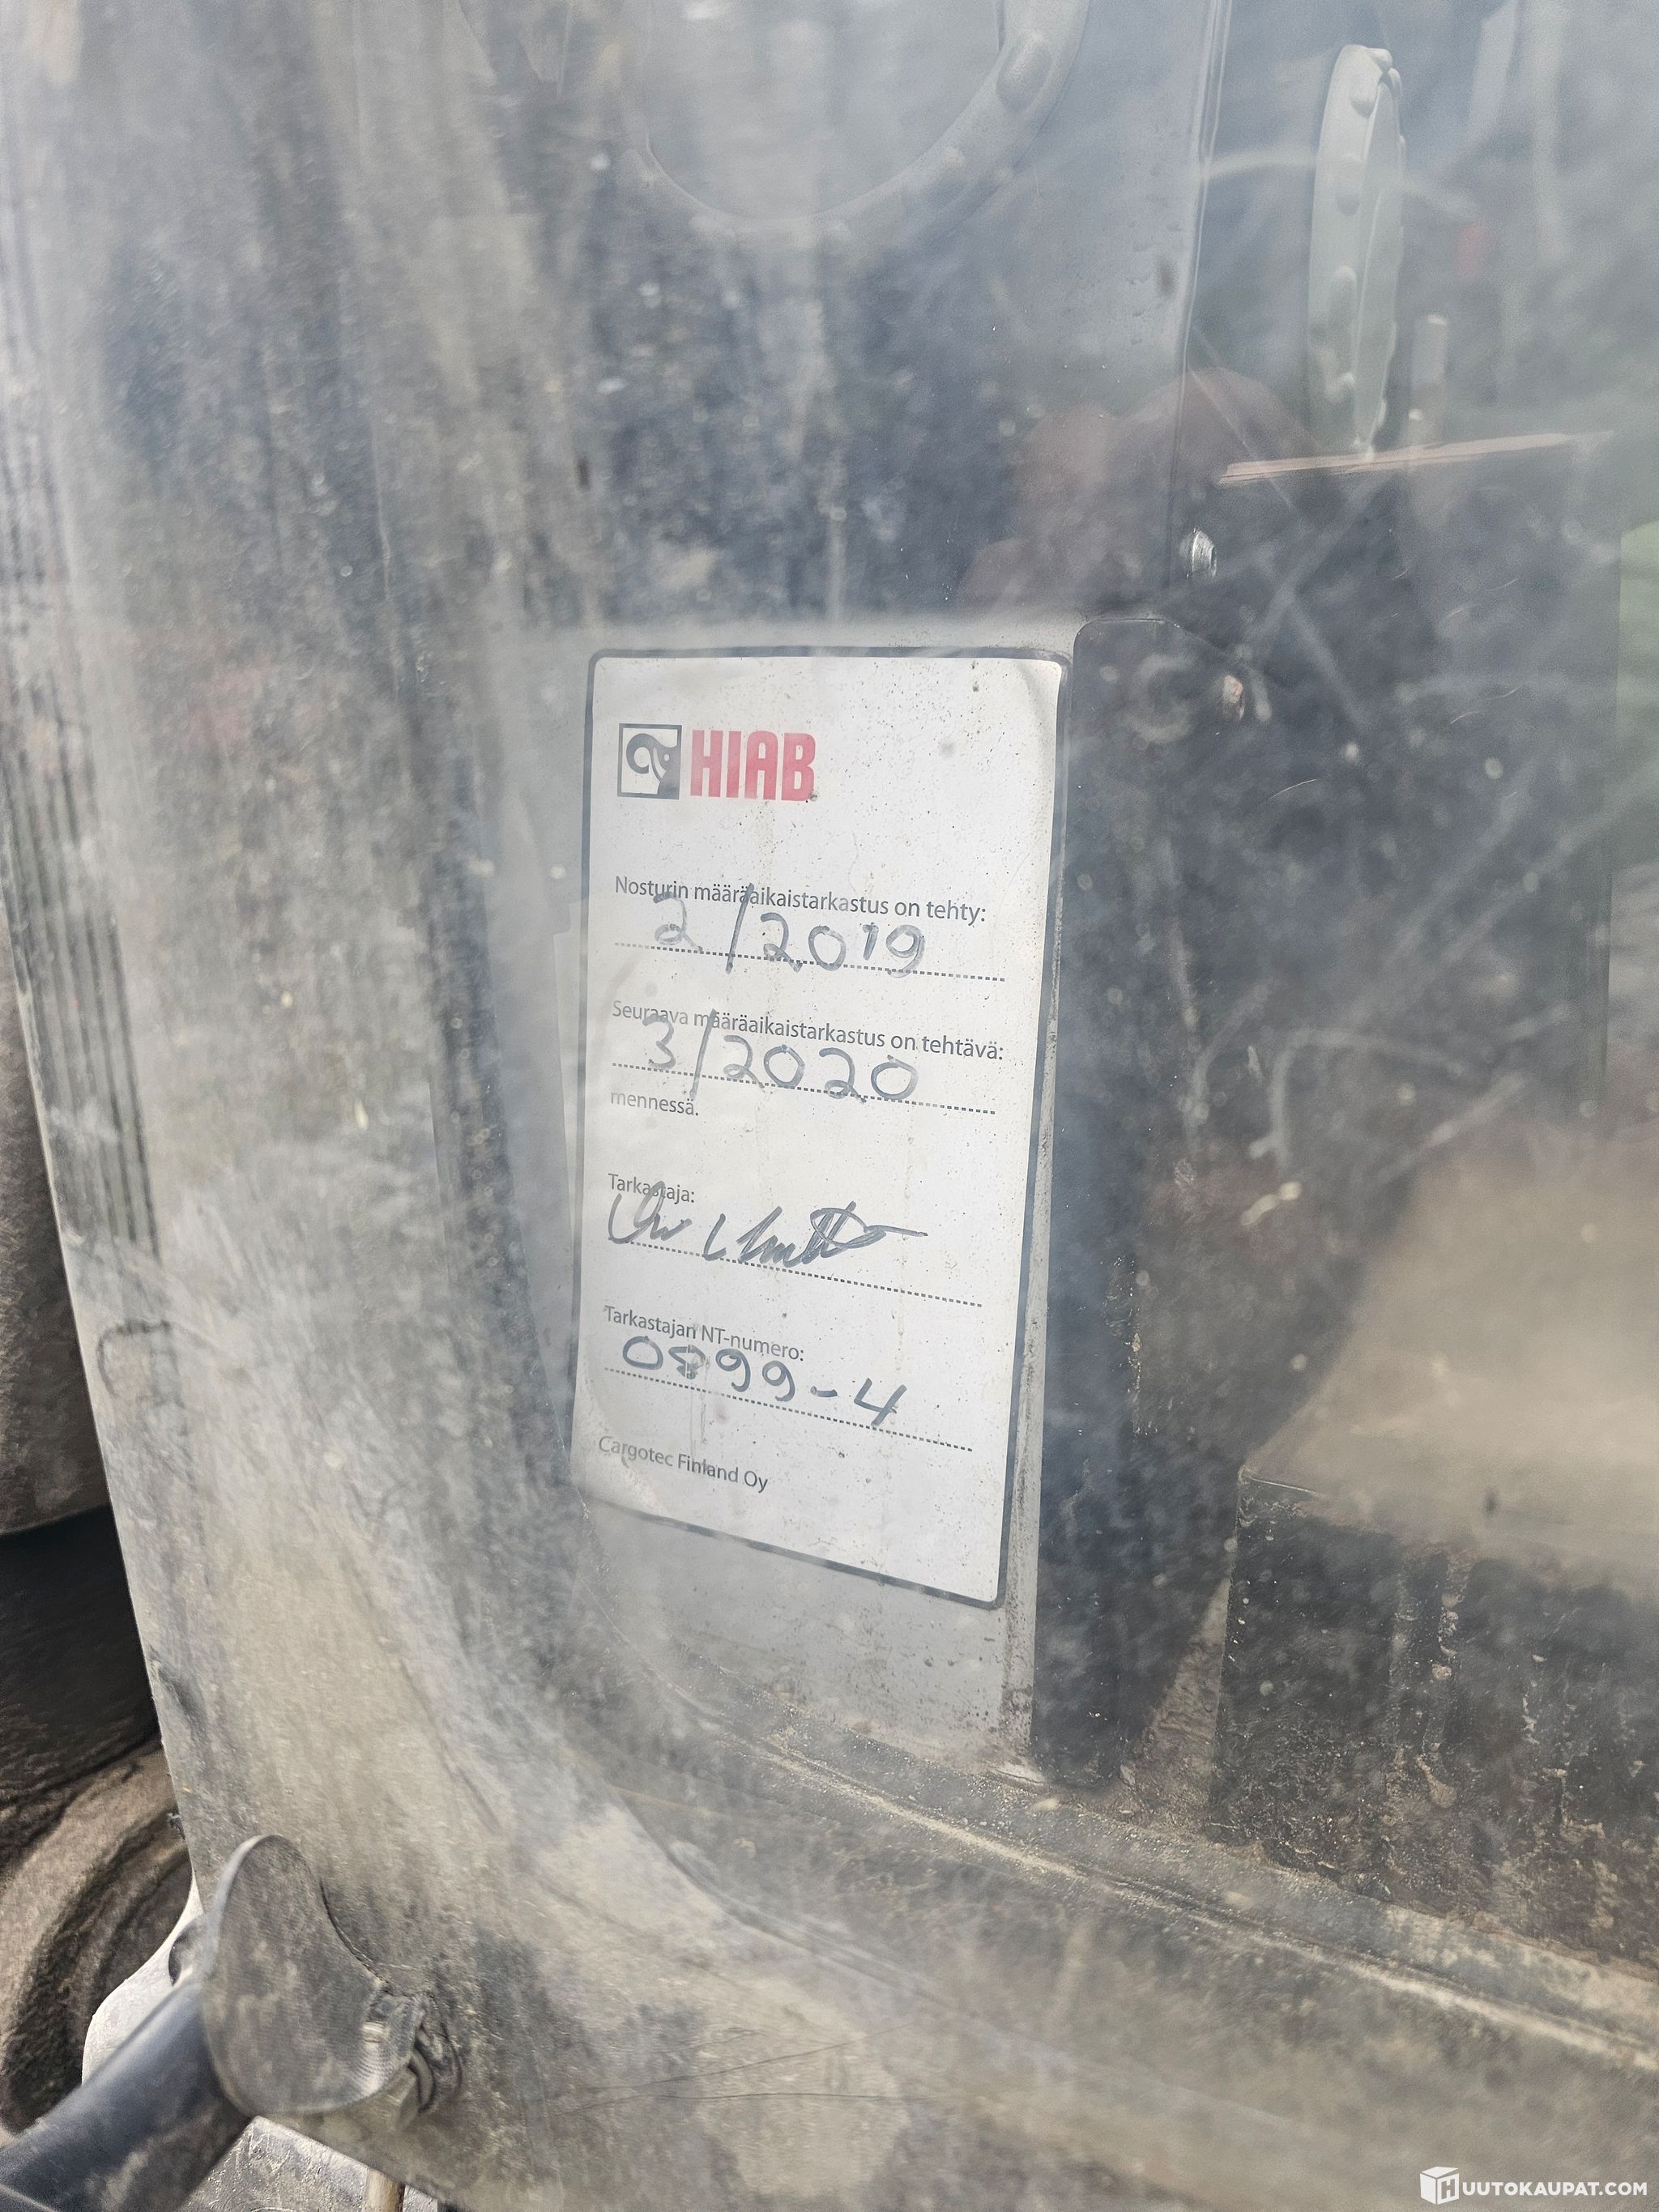 HIAB
Nosturin määräaikaistarkastus on tehty:
2/2019
Seuraava määräaikaistarkastus on tehtävä:
3/2020
mennessä.
Tarkastaja:
Tarkastajan NT-numero:
0899-4
Cargotec Finland Oy
HUUTOKAUPAT.COM